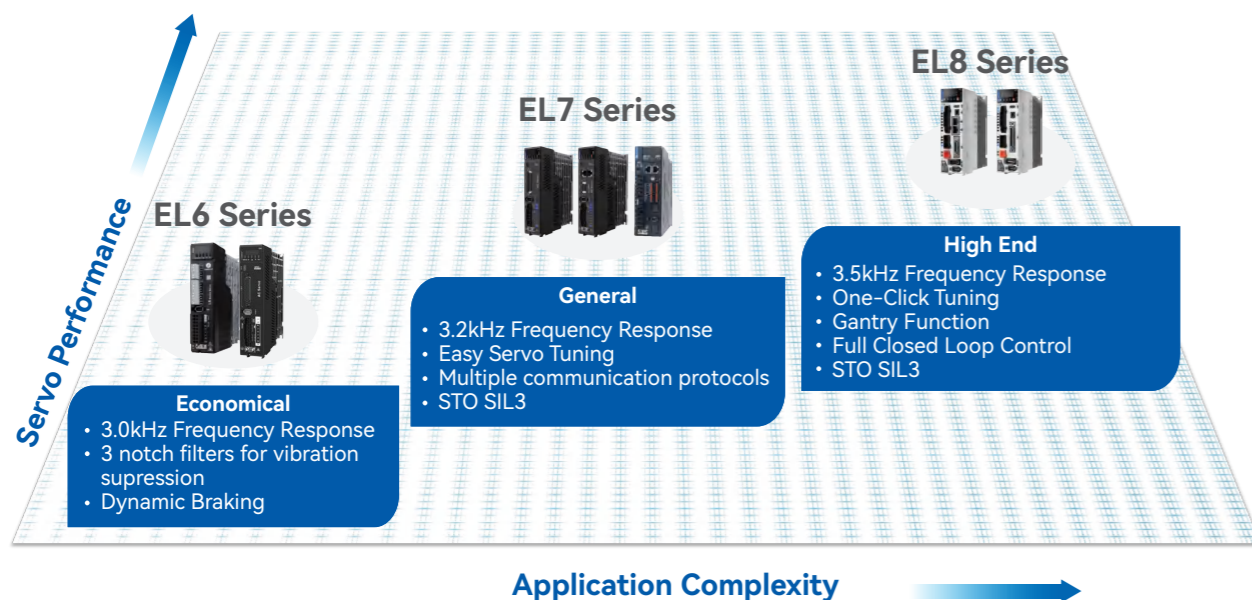 EL8 Series
EL7 Series
EL6 Series
Servo Performance
High End
• 3.5kHz Frequency Response
• One-Click Tuning
• Gantry Function
• Full Closed Loop Control
• STO SIL3
General
• 3.2kHz Frequency Response
• Easy Servo Tuning
• Multiple communication protocols
• STO SIL3
Economical
• 3.0kHz Frequency Response
• 3 notch filters for vibration
supression
• Dynamic Braking
Application Complexity